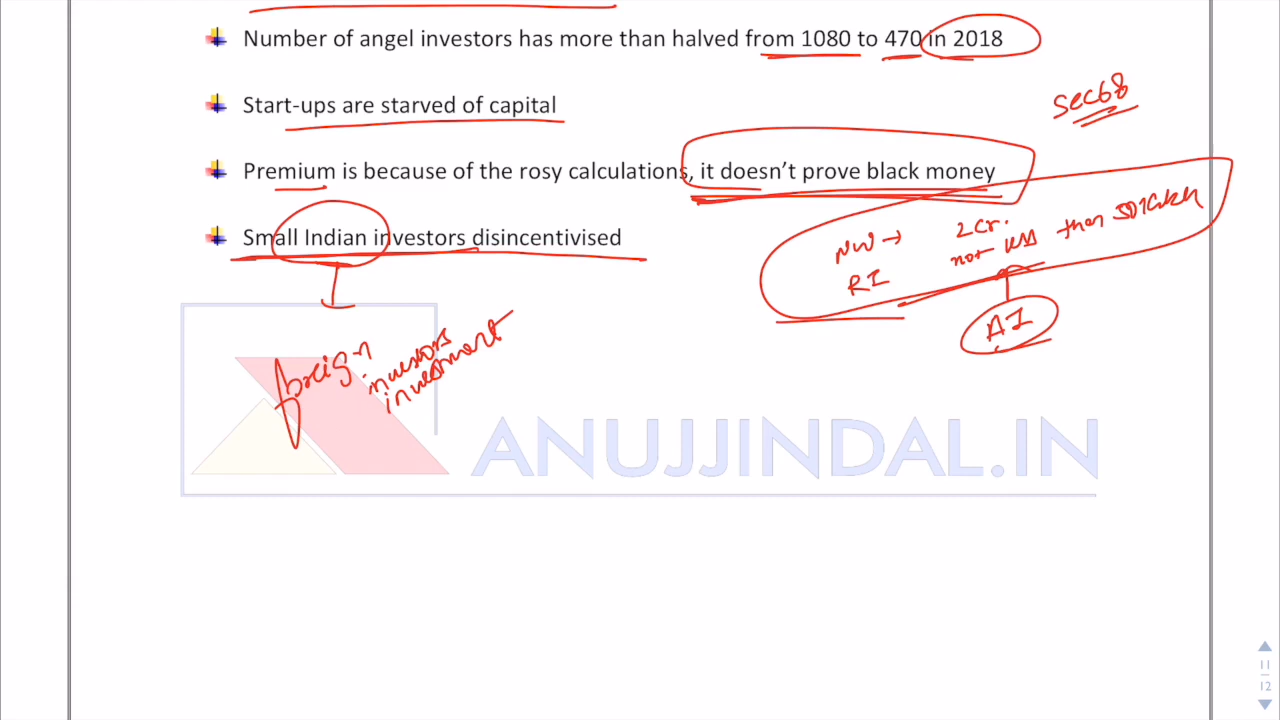 Number of angel investors has more than halved from 1080 to 470 in 2018
Start-ups are starved of capital
Sec68
Premium is because of the rosy calculations, it doesn't prove black money
Small Indian investors disincentivised
NW → 2Cr.
RI not less than 50 lakh
AI
foreign
investors
investment
ANUJJINDAL.IN
11
12